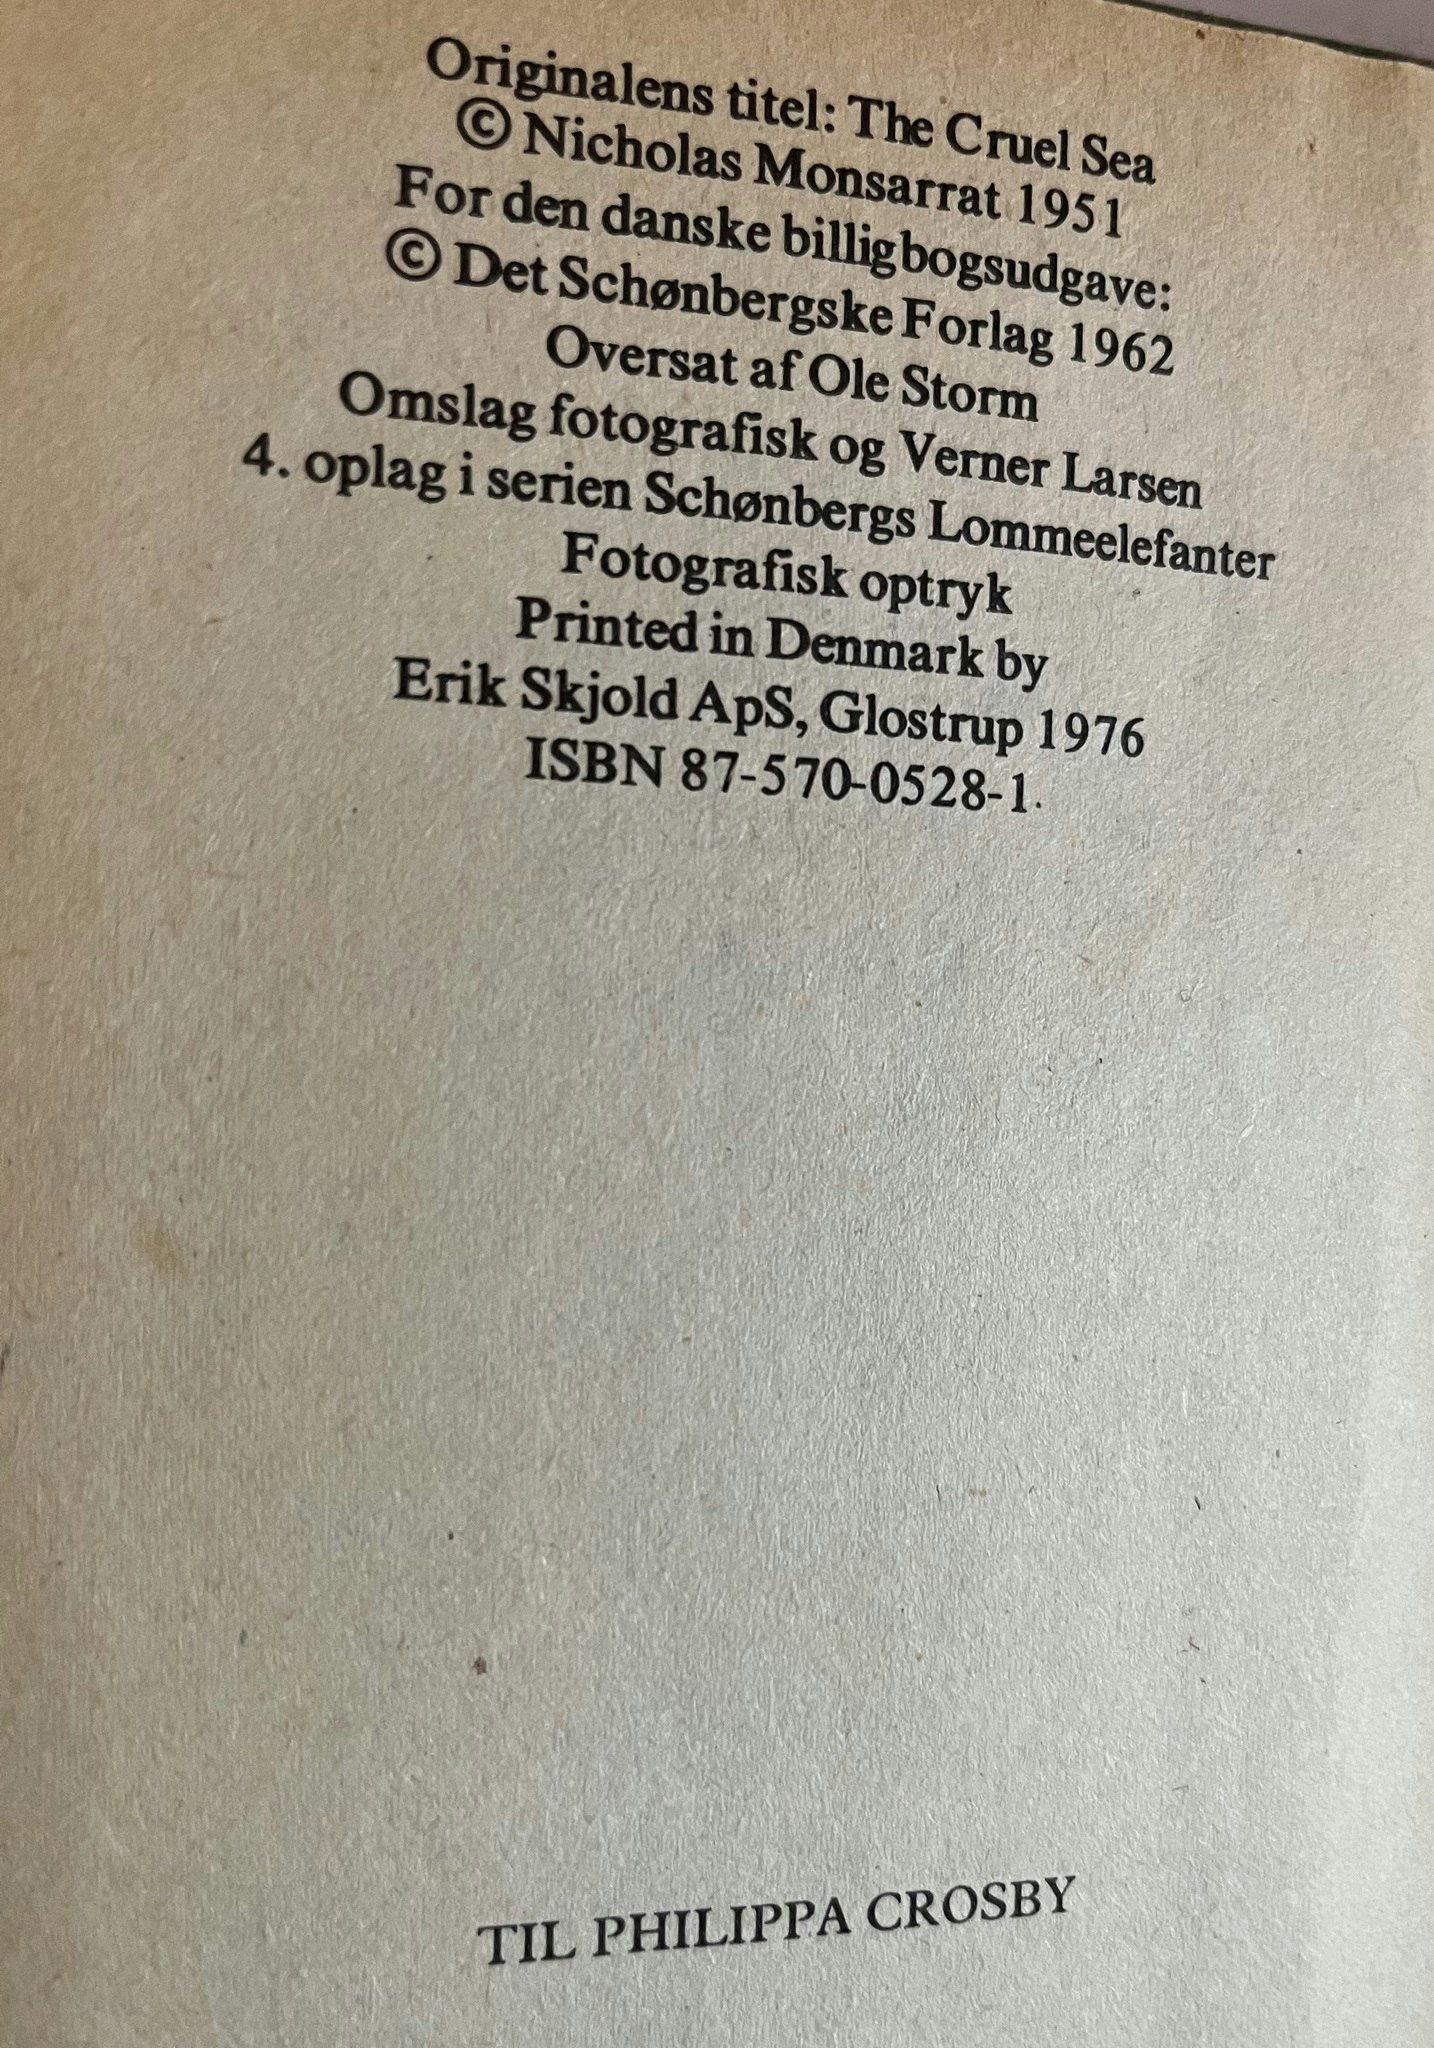 Originalens titel: The Cruel Sea
© Nicholas Monsarrat 1951
For den danske billigbogsudgave:
© Det Schønbergske Forlag 1962
Oversat af Ole Storm
Omslag fotografisk og Verner Larsen
4. oplag i serien Schønbergs Lommeelefanter
Fotografisk optryk
Printed in Denmark by
Erik Skjold ApS, Glostrup 1976
ISBN 87-570-0528-1.
TIL PHILIPPA CROSBY